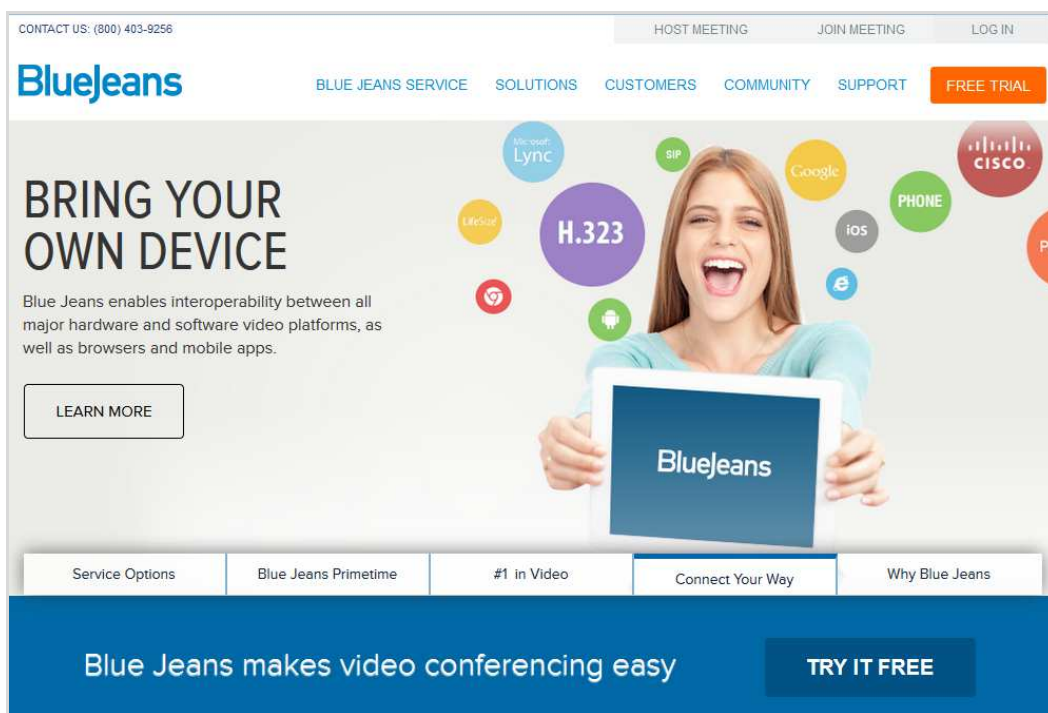 CONTACT US: (800) 403-9256
HOST MEETING
JOIN MEETING
LOG IN
BlueJeans
BLUE JEANS SERVICE
SOLUTIONS
CUSTOMERS
COMMUNITY
SUPPORT
FREE TRIAL
BRING YOUR
OWN DEVICE
Blue Jeans enables interoperability between all
major hardware and software video platforms, as
well as browsers and mobile apps.
LEARN MORE
Microsoft
Lync
SIP
Google
CISCO
LifeSize
H.323
PHONE
iOS
P
BlueJeans
Service Options
Blue Jeans Primetime
#1 in Video
Connect Your Way
Why Blue Jeans
Blue Jeans makes video conferencing easy
TRY IT FREE